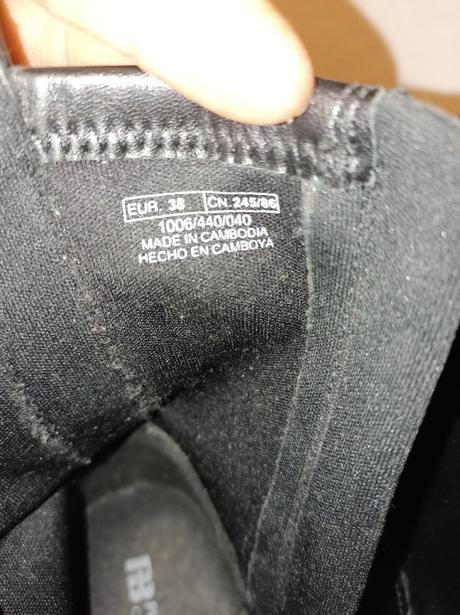 EUR. 38 CN. 245/86
1006/440/040
MADE IN CAMBODIA
HECHO EN CAMBOYA